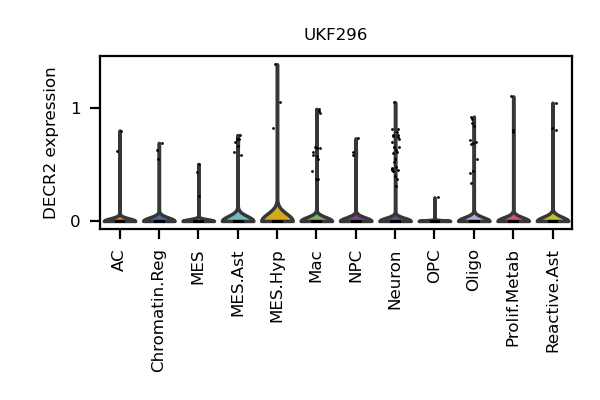 UKF296
DECR2 expression
1
0
AC
Chromatin.Reg
MES
MES.Ast
MES.Hyp
Mac
NPC
Neuron
OPC
Oligo
Prolif.Metab
Reactive.Ast